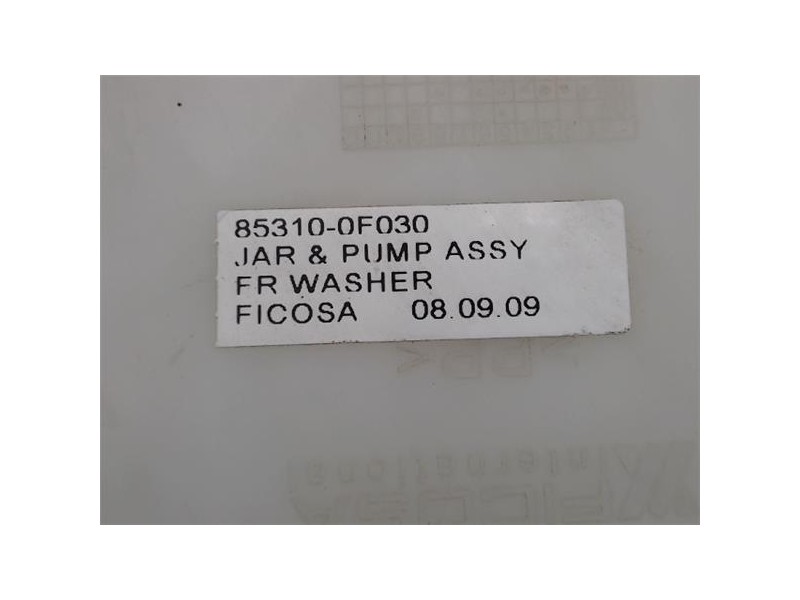 85310-0F030
JAR & PUMP ASSY
FR WASHER
FICOSA 08.09.09